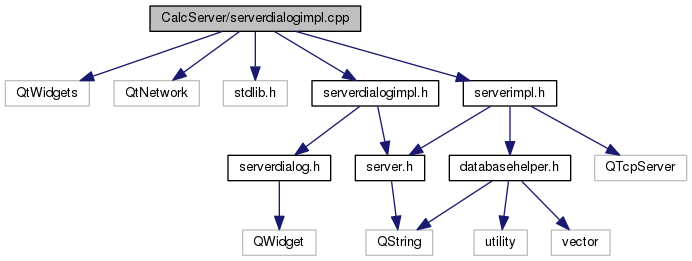 CalcServer/serverdialogimpl.cpp
QtWidgets
QtNetwork
stdlib.h
serverdialogimpl.h
serverimpl.h
serverdialog.h
server.h
databasehelper.h
QTcpServer
QWidget
QString
utility
vector